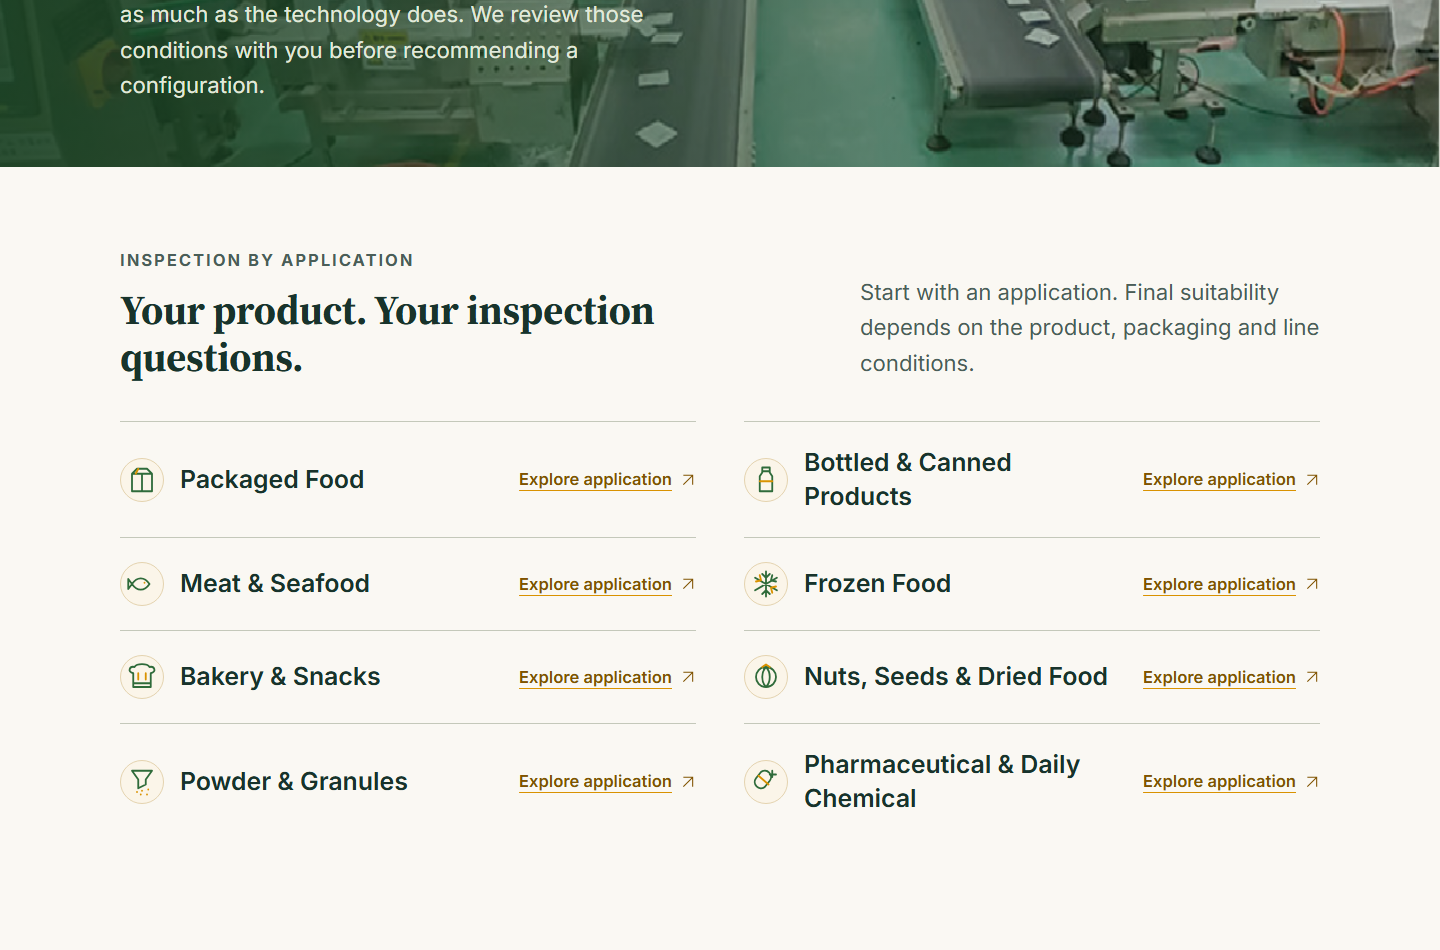 as much as the technology does. We review those
conditions with you before recommending a
configuration.
INSPECTION BY APPLICATION
Your product. Your inspection
questions.
Start with an application. Final suitability
depends on the product, packaging and line
conditions.
Packaged Food
Explore application
Bottled & Canned
Products
Explore application
Meat & Seafood
Explore application
Frozen Food
Explore application
Bakery & Snacks
Explore application
Nuts, Seeds & Dried Food
Explore application
Powder & Granules
Explore application
Pharmaceutical & Daily
Chemical
Explore application